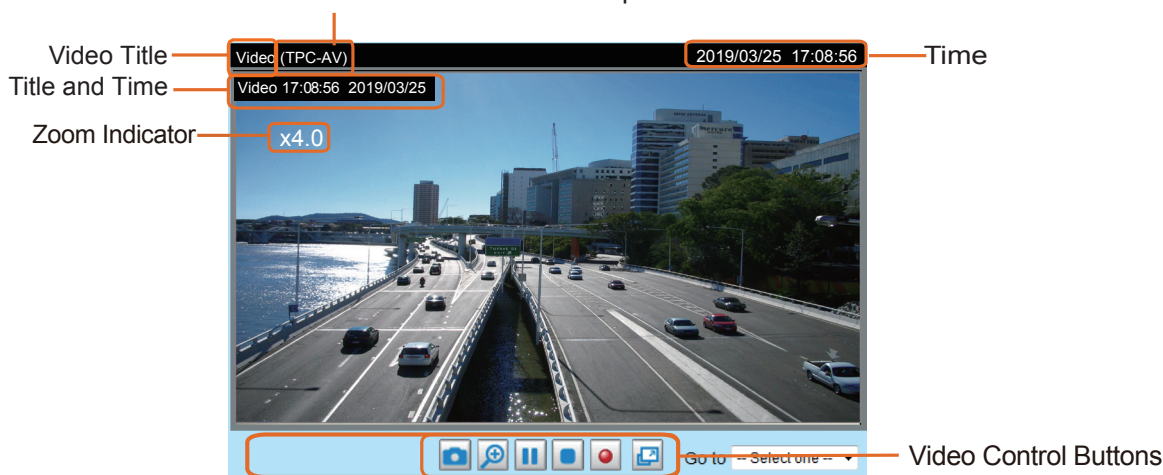 Video Title
Video (TPC-AV)
2019/03/25 17:08:56
Time
Title and Time
Video 17:08:56 2019/03/25
Zoom Indicator
x4.0
Go to
-- Select one --
Video Control Buttons